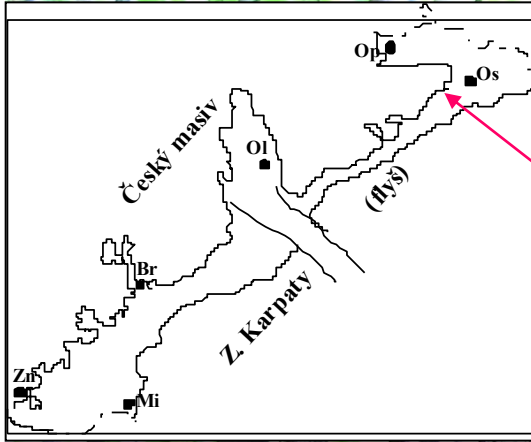 Op
Os
Český masiv
Ol
(flyš)
Br
Z. Karpaty
Zn
Mi